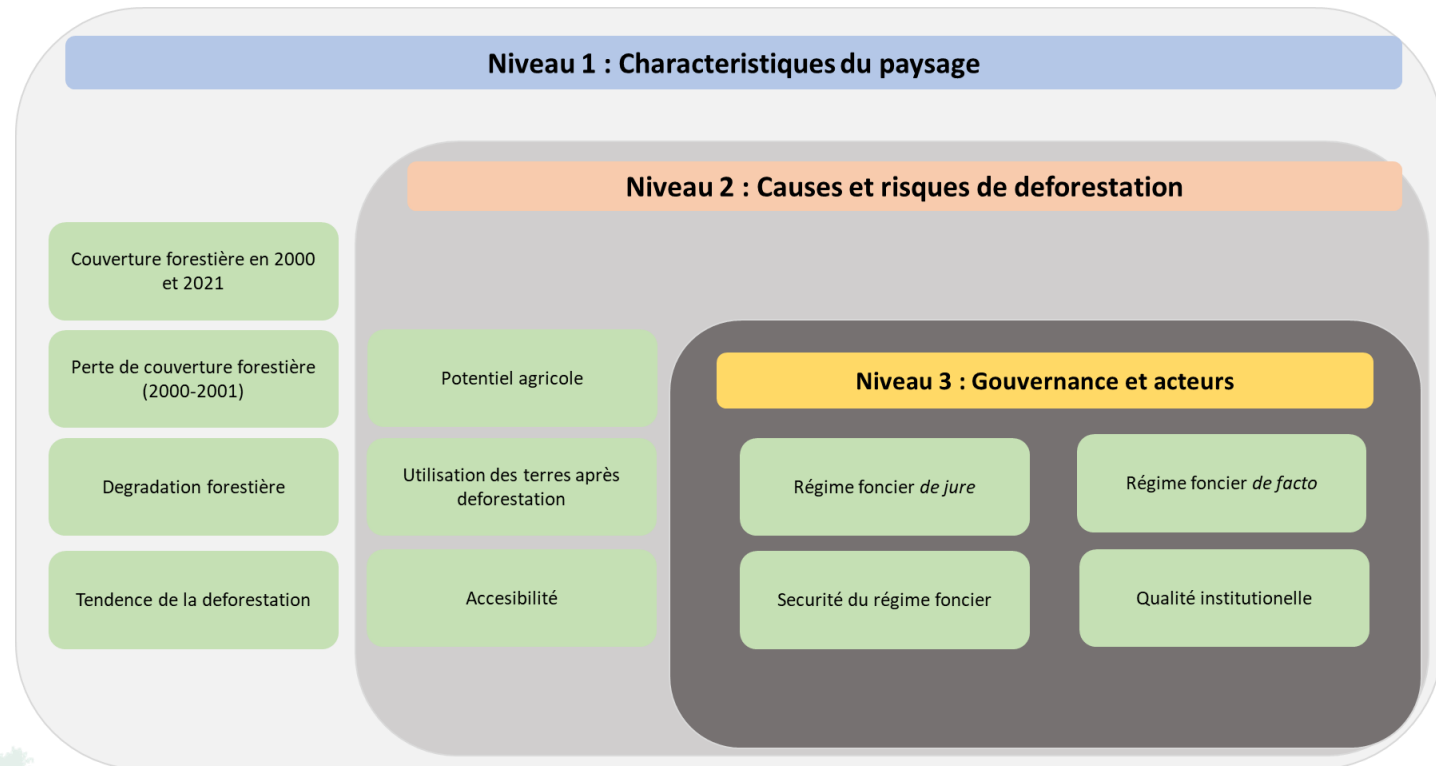 Niveau 1 : Characteristiques du paysage
Niveau 2 : Causes et risques de deforestation
Couverture forestière en 2000
et 2021
Perte de couverture forestière
(2000-2001)
Degradation forestière
Tendence de la deforestation
Potentiel agricole
Utilisation des terres après
deforestation
Accesibilité
Niveau 3 : Gouvernance et acteurs
Régime foncier de jure
Régime foncier de facto
Securité du régime foncier
Qualité institutionelle